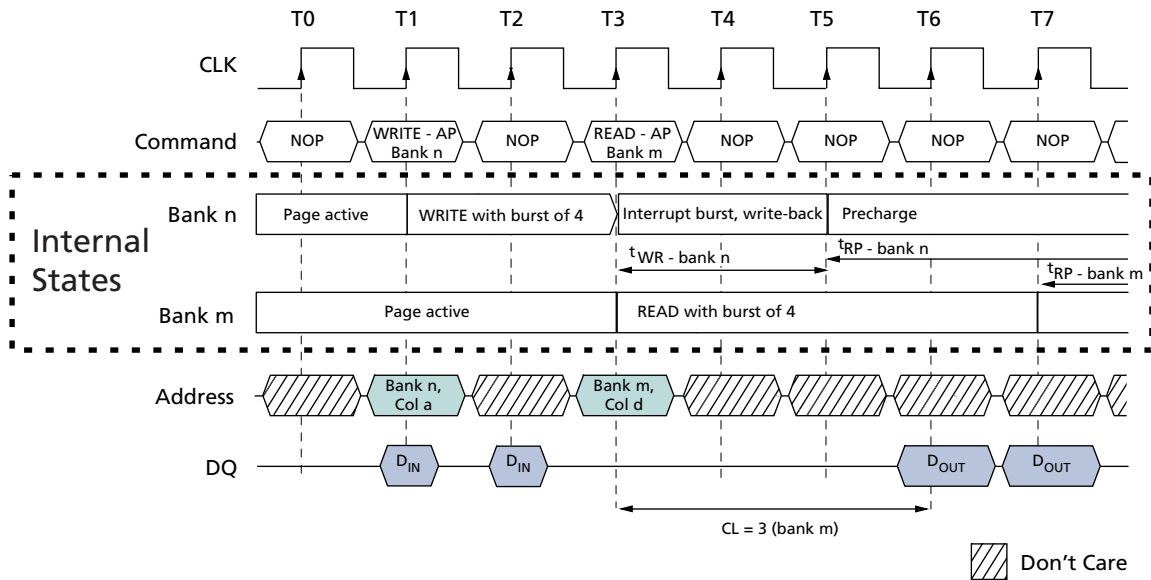 T0 T1 T2 T3 T4 T5 T6 T7
CLK
Command NOP WRITE - AP Bank n NOP READ - AP Bank m NOP NOP NOP NOP
Internal States
Bank n Page active WRITE with burst of 4 Interrupt burst, write-back Precharge
tWR - bank n tRP - bank n
tRP - bank m
Bank m Page active READ with burst of 4
Address Bank n, Col a Bank m, Col d
DQ DIN DIN DOUT DOUT
CL = 3 (bank m)
Don't Care